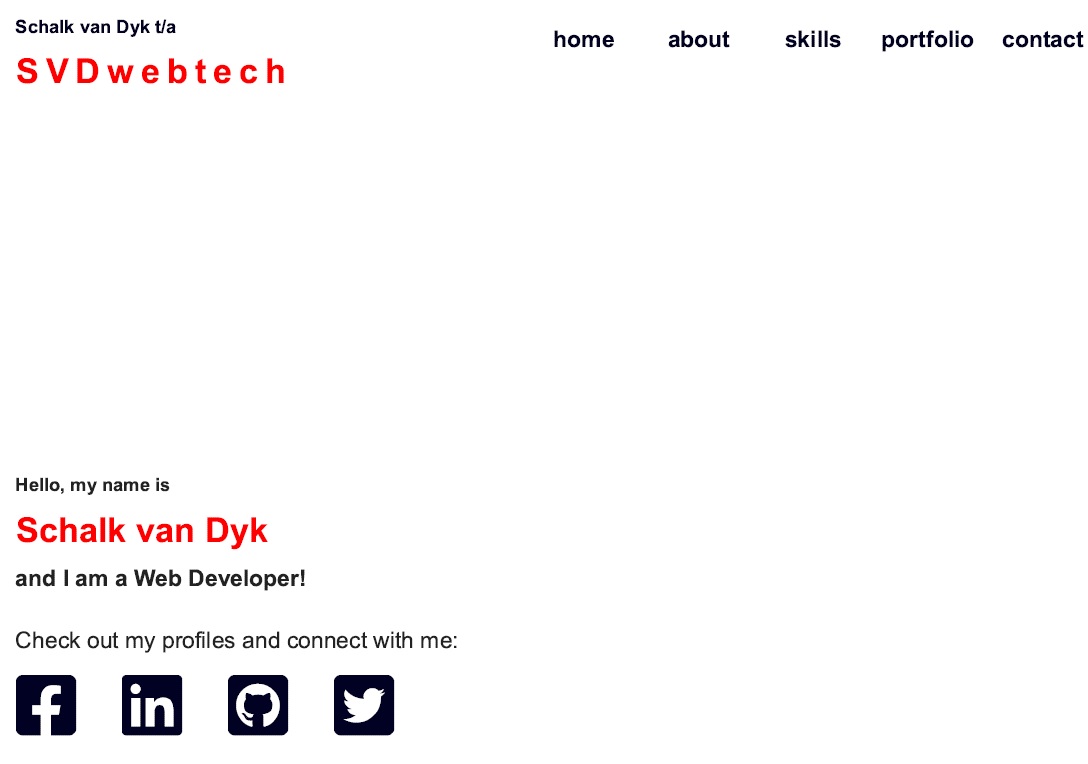 Schalk van Dyk t/a
SVDwebtech
home about skills portfolio contact
Hello, my name is
Schalk van Dyk
and I am a Web Developer!
Check out my profiles and connect with me:
in